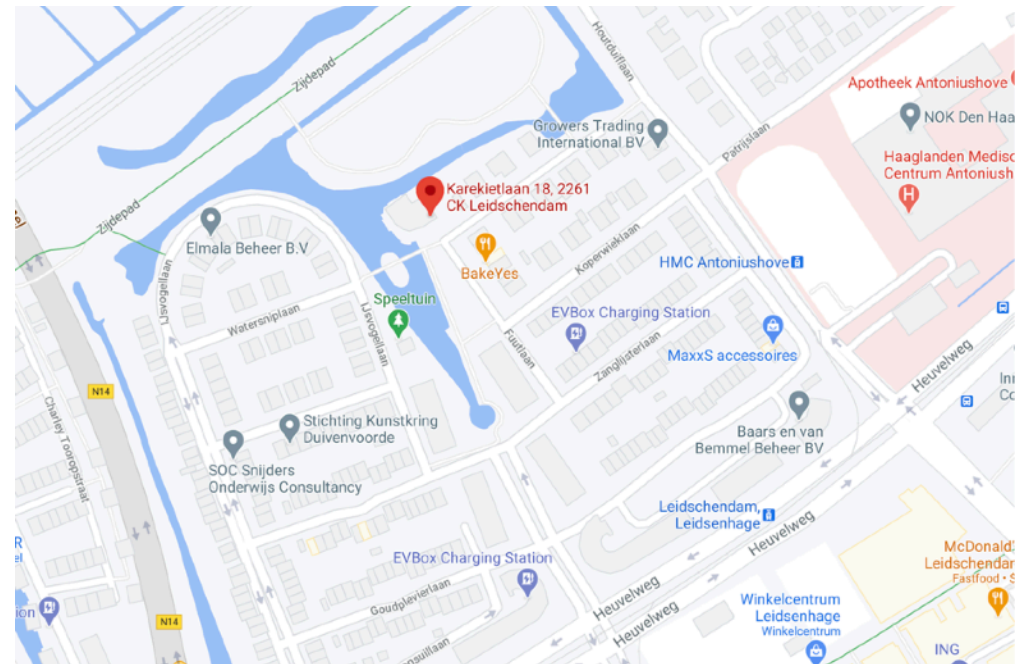 Houtduiflaan
Zijdepad
Apotheek Antoniushove
NOK Den Haa
Growers Trading
International BV
Patrijslaan
Haaglanden Medisc
Centrum Antoniush
H
Karekietlaan 18, 2261
CK Leidschendam
Zijdepad
Elmala Beheer B.V
BakeYes
Koperwieklaan
HMC Antoniushove
IJsvogellaan
Speeltuin
IJsvogellaan
Watersniplaan
EVBox Charging Station
Fuutlaan
Zanglijsterlaan
MaxxS accessoires
Heuvelweg
N14
Charley Tooropstraat
Stichting Kunstkring
Duivenvoorde
Baars en van
Bemmel Beheer BV
SOC Snijders
Onderwijs Consultancy
Leidschendam,
Leidsenhage
Heuvelweg
McDonald'
Leidschendam
Fastfood • S
EVBox Charging Station
Goudplevierlaan
Heuvelweg
Heuvelweg
Winkelcentrum
Leidsenhage
Winkelcentrum
N14
ING